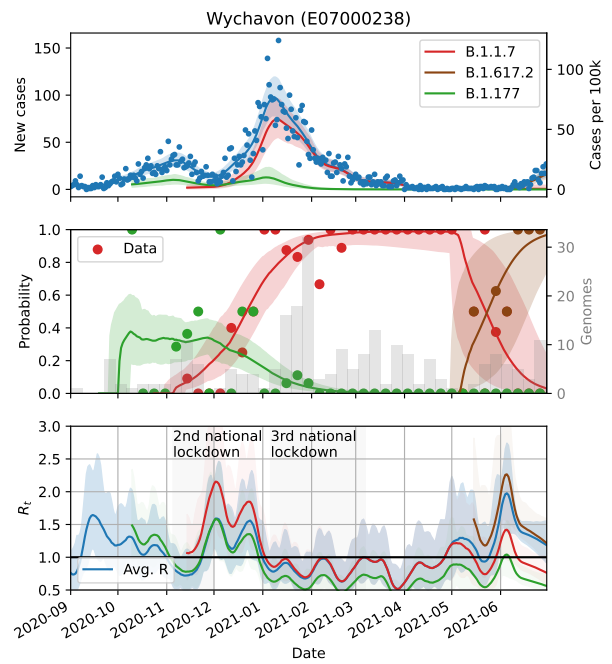 Wychavon (E07000238)
150
100
50
0
New cases
B.1.1.7
B.1.617.2
B.1.177
100
50
0
Cases per 100k
1.0
0.8
0.6
0.4
0.2
0.0
Probability
Data
30
20
10
0
Genomes
3.0
2.5
2.0
1.5
1.0
0.5
Rt
2nd national
lockdown
3rd national
lockdown
Avg. R
2020-09
2020-10
2020-11
2020-12
2021-01
2021-02
2021-03
2021-04
2021-05
2021-06
Date